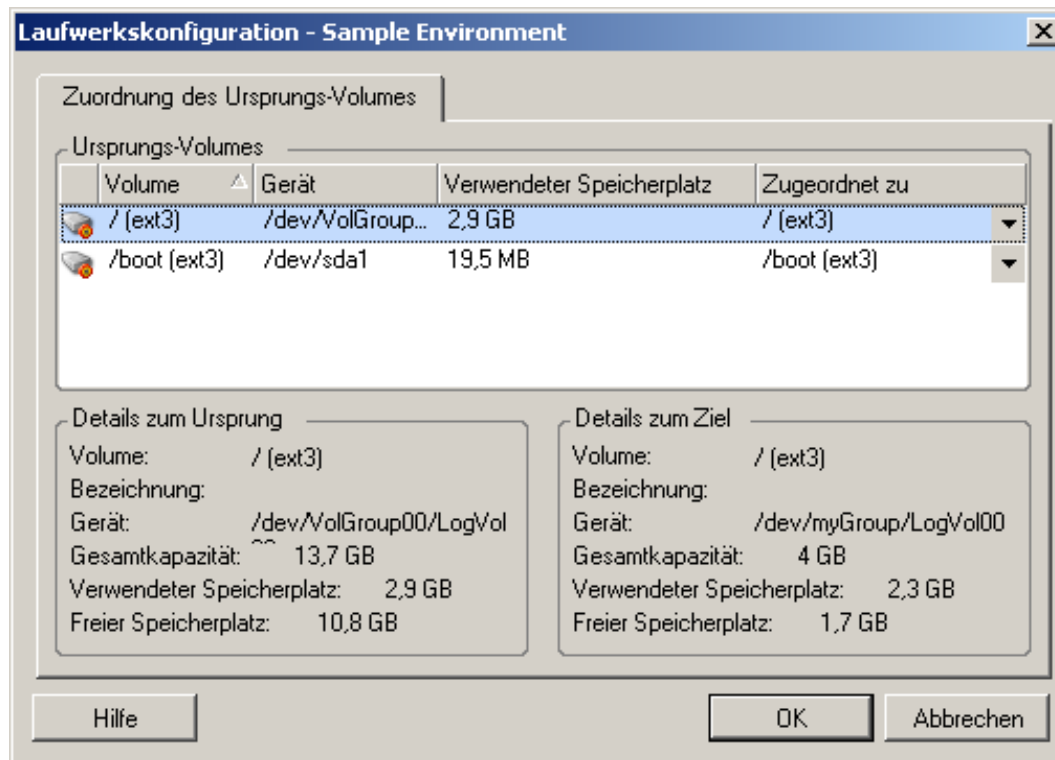 Laufwerkskonfiguration - Sample Environment
Zuordnung des Ursprungs-Volumes
Ursprungs-Volumes
Volume Gerät Verwendeter Speicherplatz Zugeordnet zu
/ (ext3) /dev/VolGroup... 2,9 GB / (ext3)
/boot (ext3) /dev/sda1 19,5 MB /boot (ext3)
Details zum Ursprung
Volume: / (ext3)
Bezeichnung:
Gerät: /dev/VolGroup00/LogVol
Gesamtkapazität: 13,7 GB
Verwendeter Speicherplatz: 2,9 GB
Freier Speicherplatz: 10,8 GB
Details zum Ziel
Volume: / (ext3)
Bezeichnung:
Gerät: /dev/myGroup/LogVol00
Gesamtkapazität: 4 GB
Verwendeter Speicherplatz: 2,3 GB
Freier Speicherplatz: 1,7 GB
Hilfe OK Abbrechen